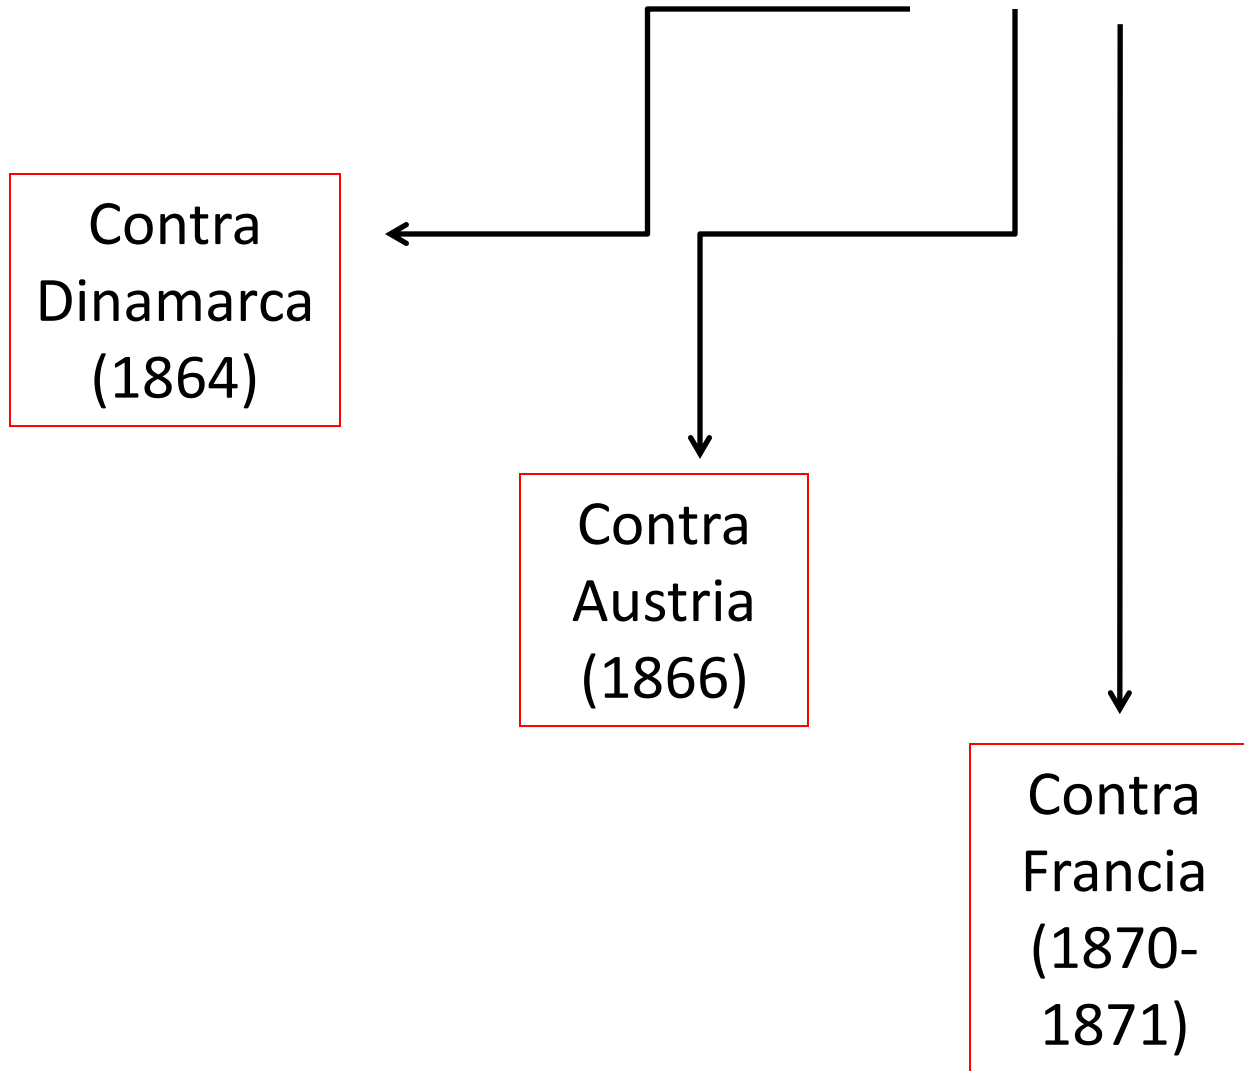 Contra
Dinamarca
(1864)
Contra
Austria
(1866)
Contra
Francia
(1870-
1871)